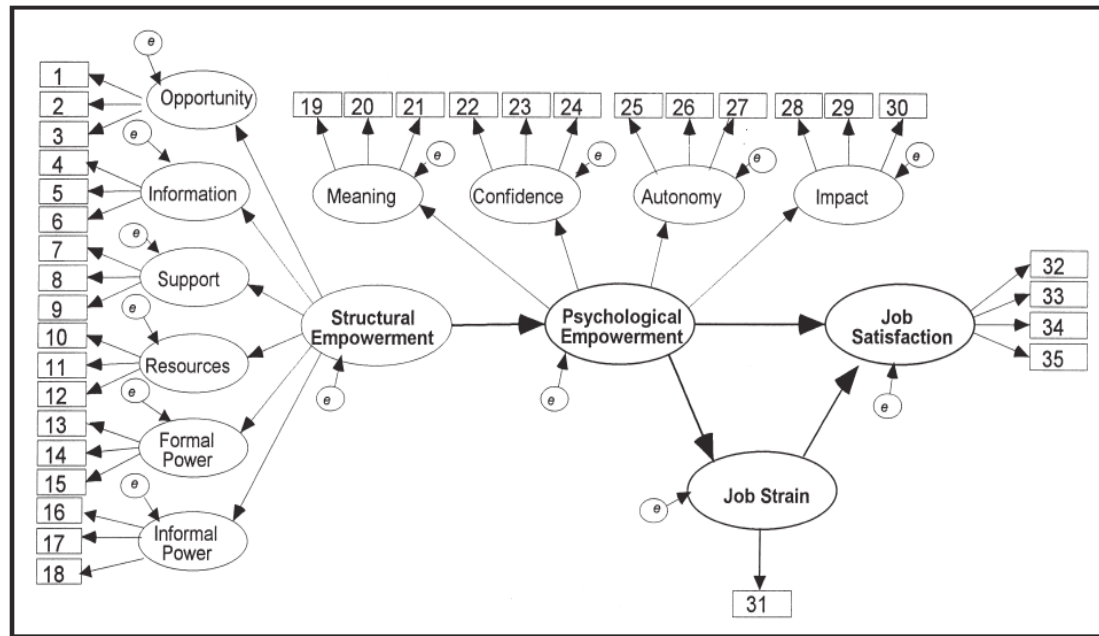 e
1
2
3
Opportunity
e
4
5
6
Information
e
7
8
9
Support
e
10
11
12
Resources
e
13
14
15
Formal
Power
e
16
17
18
Informal
Power
Structural
Empowerment
e
19 20 21
Meaning
e
22 23 24
Confidence
e
25 26 27
Autonomy
e
28 29 30
Impact
e
Psychological
Empowerment
e
Job
Satisfaction
e
32
33
34
35
Job Strain
e
31